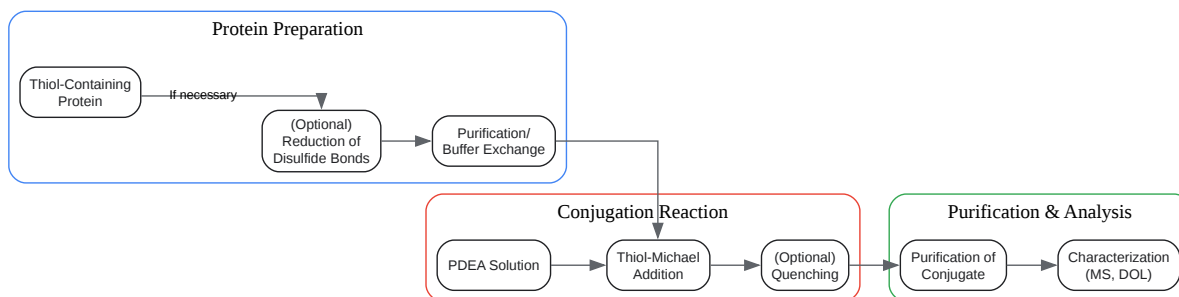 Protein Preparation
Thiol-Containing
Protein
If necessary
(Optional)
Reduction of
Disulfide Bonds
Purification/
Buffer Exchange
Conjugation Reaction
PDEA Solution
Thiol-Michael
Addition
(Optional)
Quenching
Purification & Analysis
Purification of
Conjugate
Characterization
(MS, DOL)